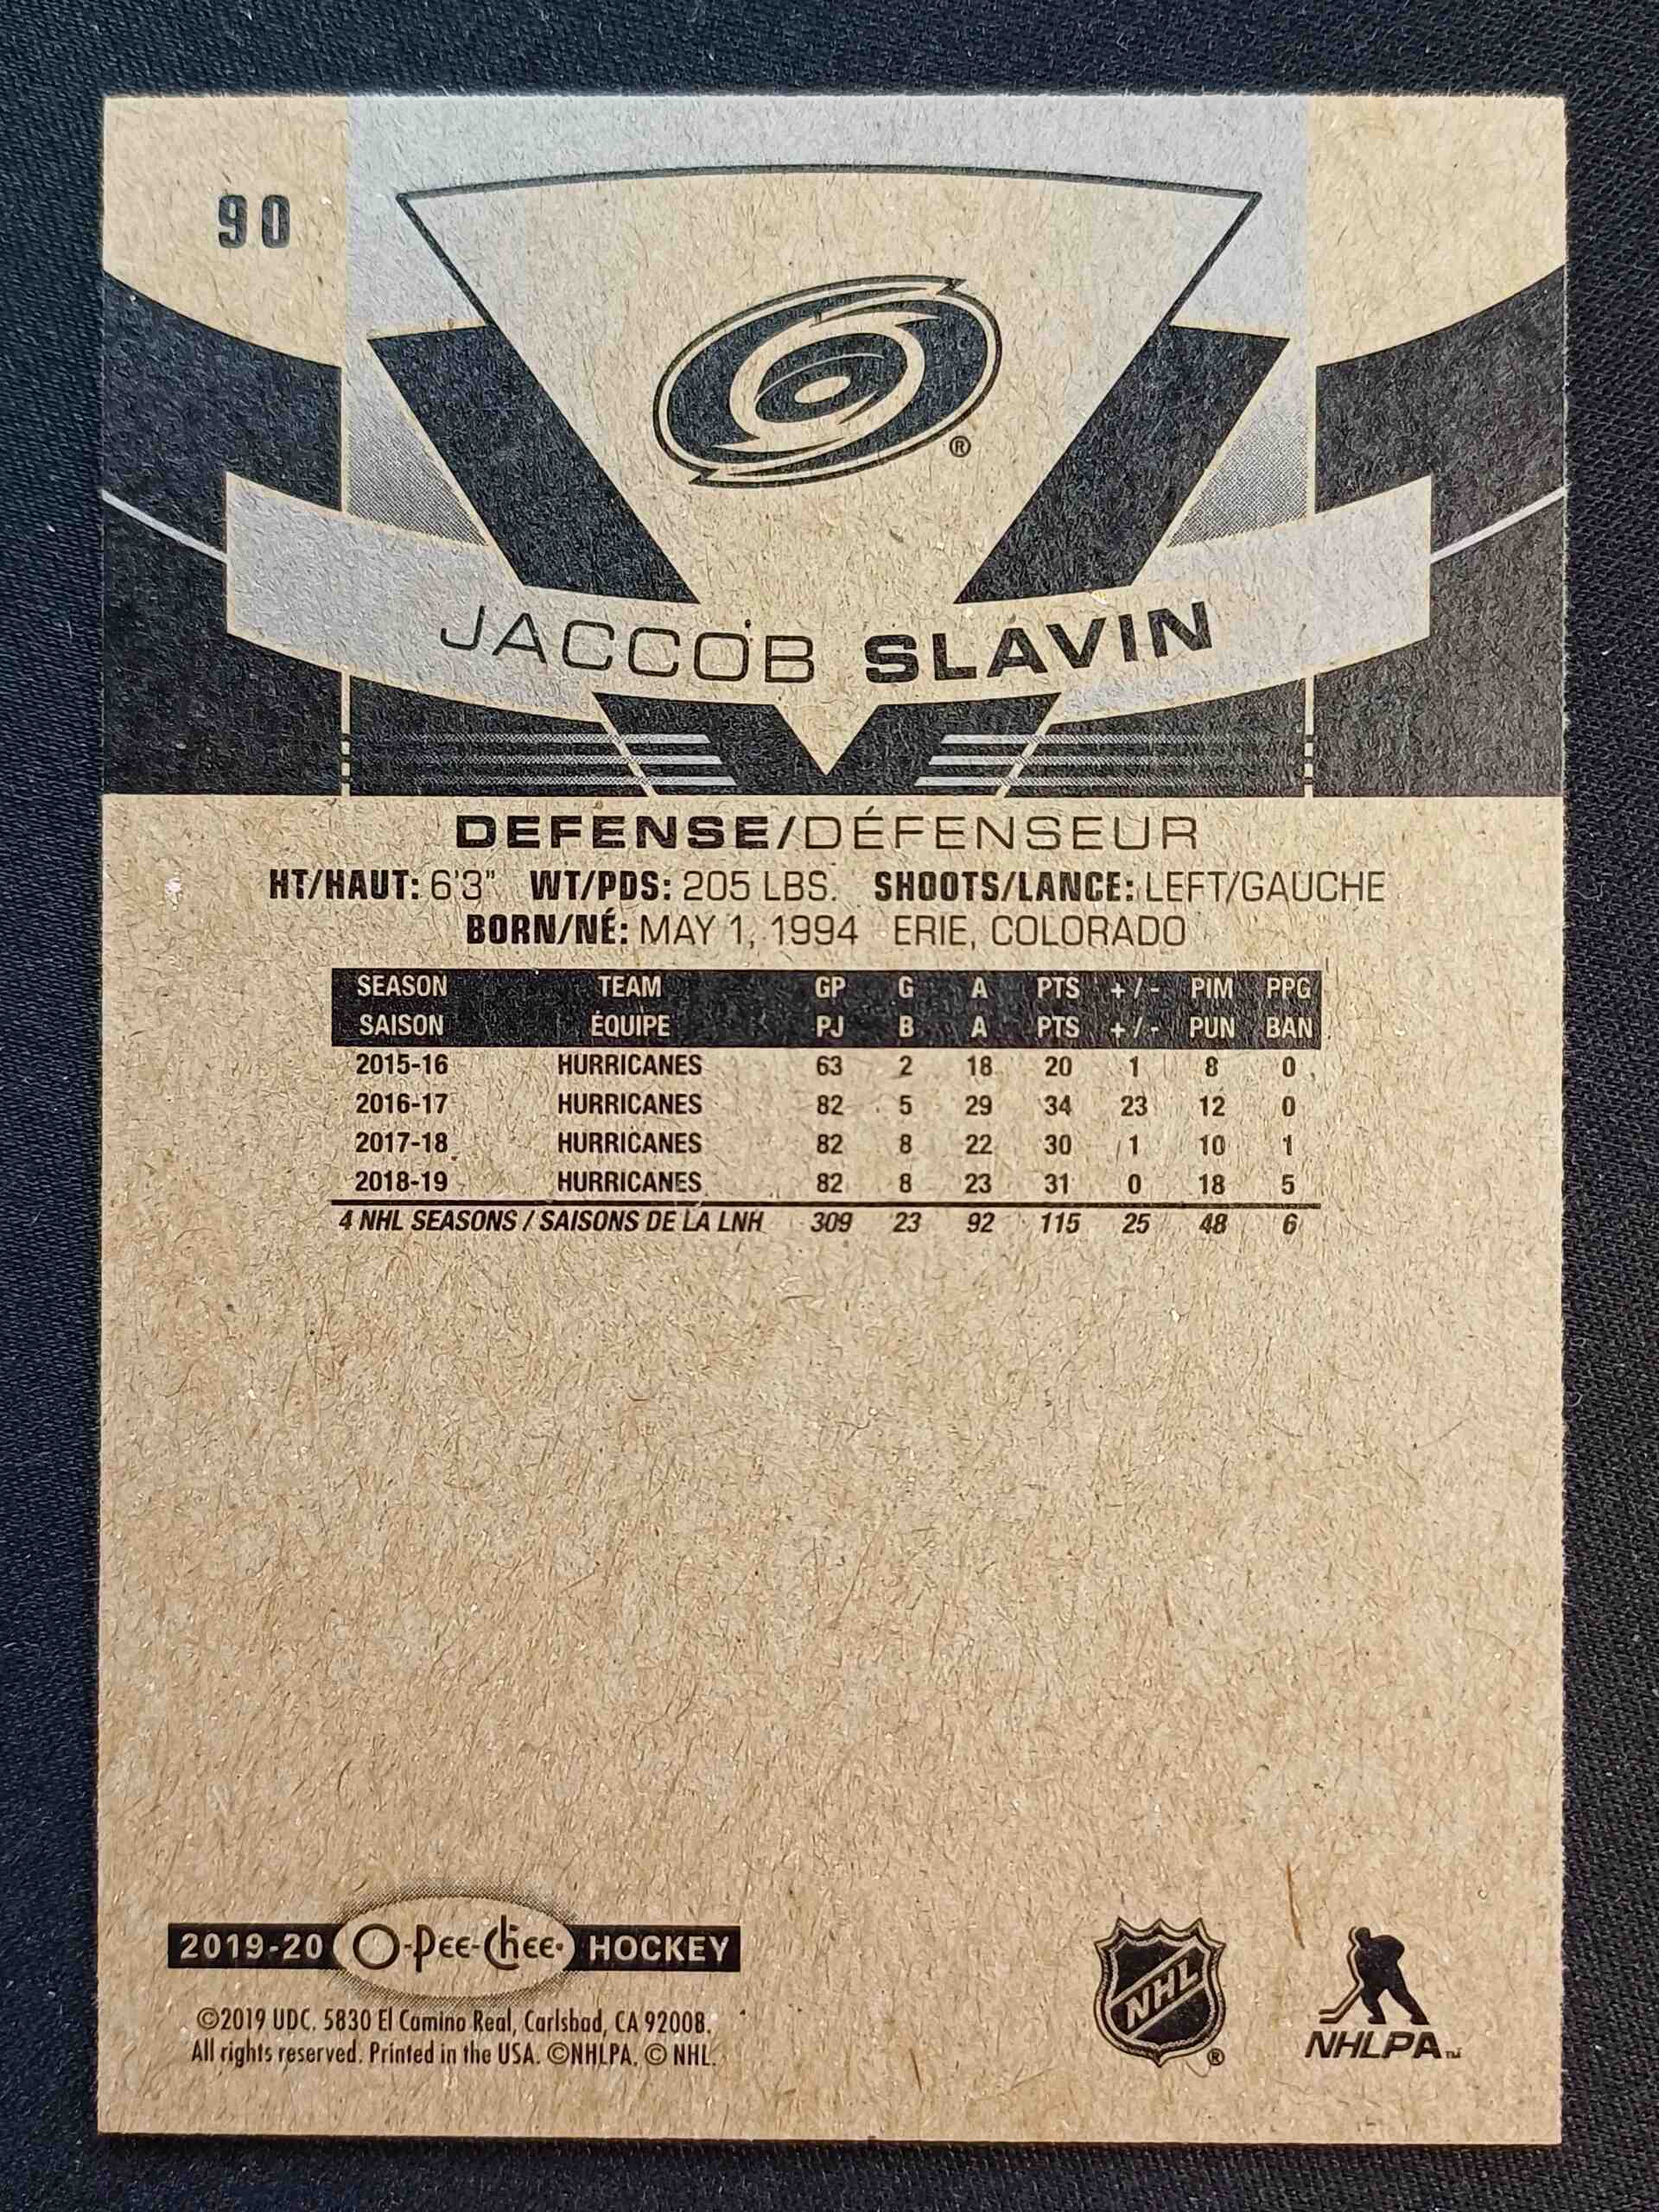 90
®
JACCOB SLAVIN
DEFENSE/DÉFENSEUR
HT/HAUT: 6'3" WT/PDS: 205 LBS. SHOOTS/LANCE: LEFT/GAUCHE
BORN/NÉ: MAY 1, 1994 ERIE, COLORADO
SEASON TEAM GP G A PTS +/- PIM PPG
SAISON ÉQUIPE PJ B A PTS +/- PUN BAN
2015-16 HURRICANES 63 2 18 20 1 8 0
2016-17 HURRICANES 82 5 29 34 23 12 0
2017-18 HURRICANES 82 8 22 30 1 10 1
2018-19 HURRICANES 82 8 23 31 0 18 5
4 NHL SEASONS / SAISONS DE LA LNH 309 23 92 115 25 48 6
2019-20 O-Pee-Chee HOCKEY
©2019 UDC. 5830 El Camino Real, Carlsbad, CA 92008.
All rights reserved. Printed in the USA. ©NHLPA. © NHL.
NHL ®
NHLPA™